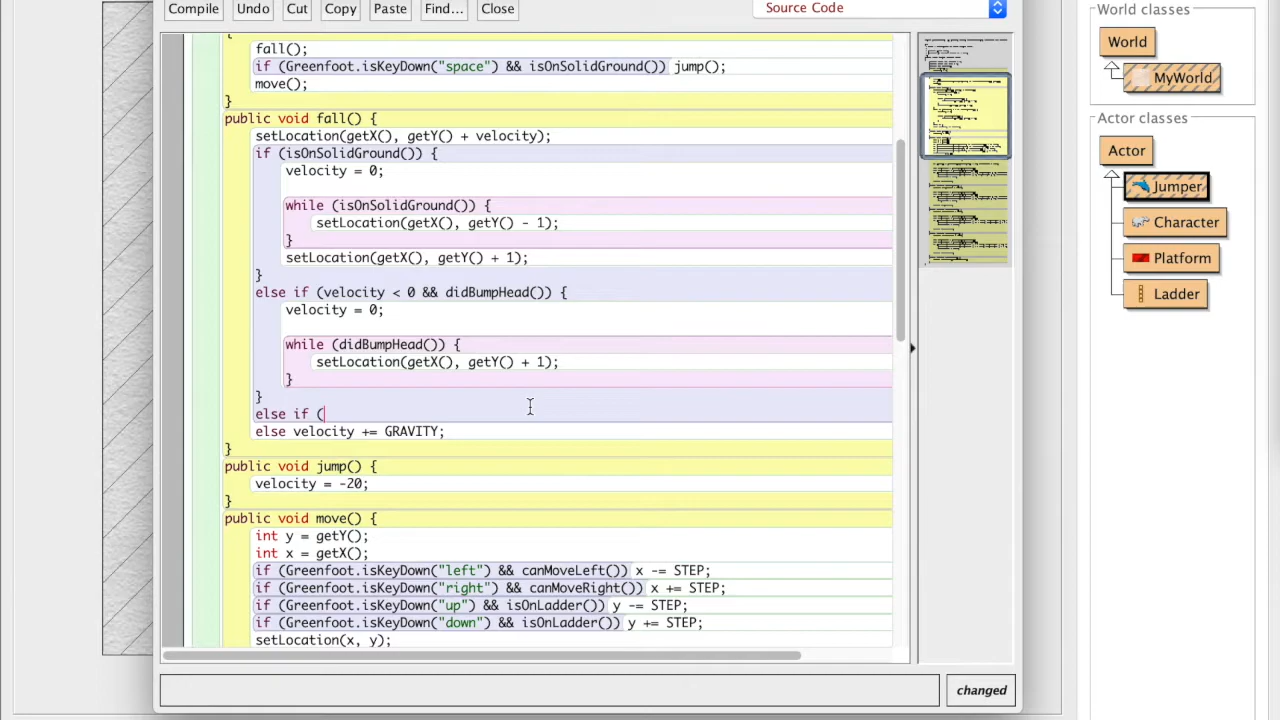 Compile Undo Cut Copy Paste Find... Close Source Code
{
fall();
if (Greenfoot.isKeyDown("space") && isOnSolidGround()) jump();
move();
}
public void fall() {
setLocation(getX(), getY() + velocity);
if (isOnSolidGround()) {
velocity = 0;
while (isOnSolidGround()) {
setLocation(getX(), getY() - 1);
}
setLocation(getX(), getY() + 1);
}
else if (velocity < 0 && didBumpHead()) {
velocity = 0;
while (didBumpHead()) {
setLocation(getX(), getY() + 1);
}
}
else if (
else velocity += GRAVITY;
}
public void jump() {
velocity = -20;
}
public void move() {
int y = getY();
int x = getX();
if (Greenfoot.isKeyDown("left") && canMoveLeft()) x -= STEP;
if (Greenfoot.isKeyDown("right") && canMoveRight()) x += STEP;
if (Greenfoot.isKeyDown("up") && isOnLadder()) y -= STEP;
if (Greenfoot.isKeyDown("down") && isOnLadder()) y += STEP;
setLocation(x, y);
changed
World classes
World
MyWorld
Actor classes
Actor
Jumper
Character
Platform
Ladder